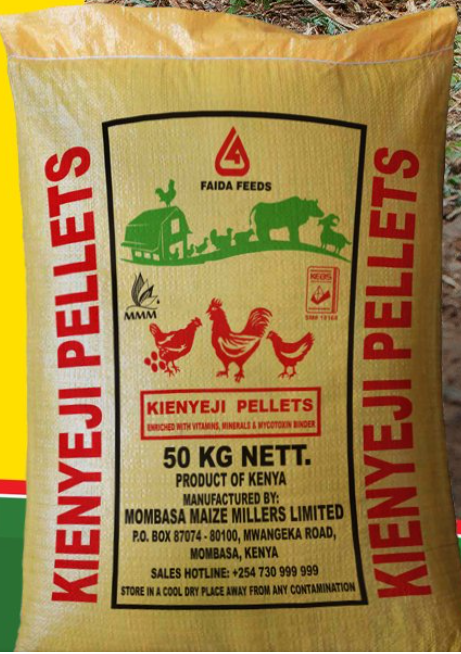 FAIDA FEEDS
MMM
KEBS
KIENYEJI PELLETS
KIENYEJI PELLETS
KIENYEJI PELLETS
ENRICHED WITH VITAMINS, MINERALS & MYCOTOXIN BINDER
50 KG NETT.
PRODUCT OF KENYA
MANUFACTURED BY:
MOMBASA MAIZE MILLERS LIMITED
P.O. BOX 87074 - 80100, MWANGEKA ROAD,
MOMBASA, KENYA
SALES HOTLINE: +254 730 999 999
STORE IN A COOL DRY PLACE AWAY FROM ANY CONTAMINATION